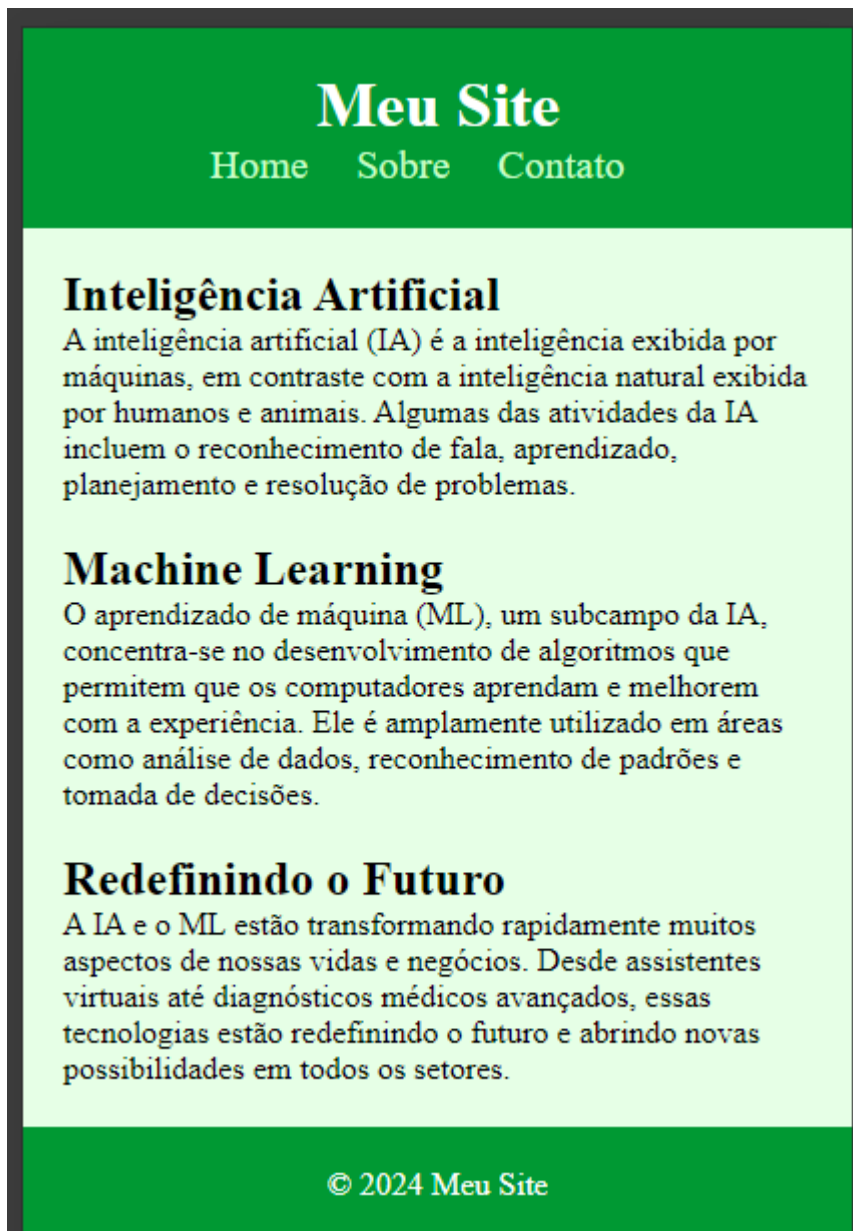 Meu Site
Home Sobre Contato
Inteligência Artificial
A inteligência artificial (IA) é a inteligência exibida por
máquinas, em contraste com a inteligência natural exibida
por humanos e animais. Algumas das atividades da IA
incluem o reconhecimento de fala, aprendizado,
planejamento e resolução de problemas.
Machine Learning
O aprendizado de máquina (ML), um subcampo da IA,
concentra-se no desenvolvimento de algoritmos que
permitem que os computadores aprendam e melhorem
com a experiência. Ele é amplamente utilizado em áreas
como análise de dados, reconhecimento de padrões e
tomada de decisões.
Redefinindo o Futuro
A IA e o ML estão transformando rapidamente muitos
aspectos de nossas vidas e negócios. Desde assistentes
virtuais até diagnósticos médicos avançados, essas
tecnologias estão redefinindo o futuro e abrindo novas
possibilidades em todos os setores.
© 2024 Meu Site